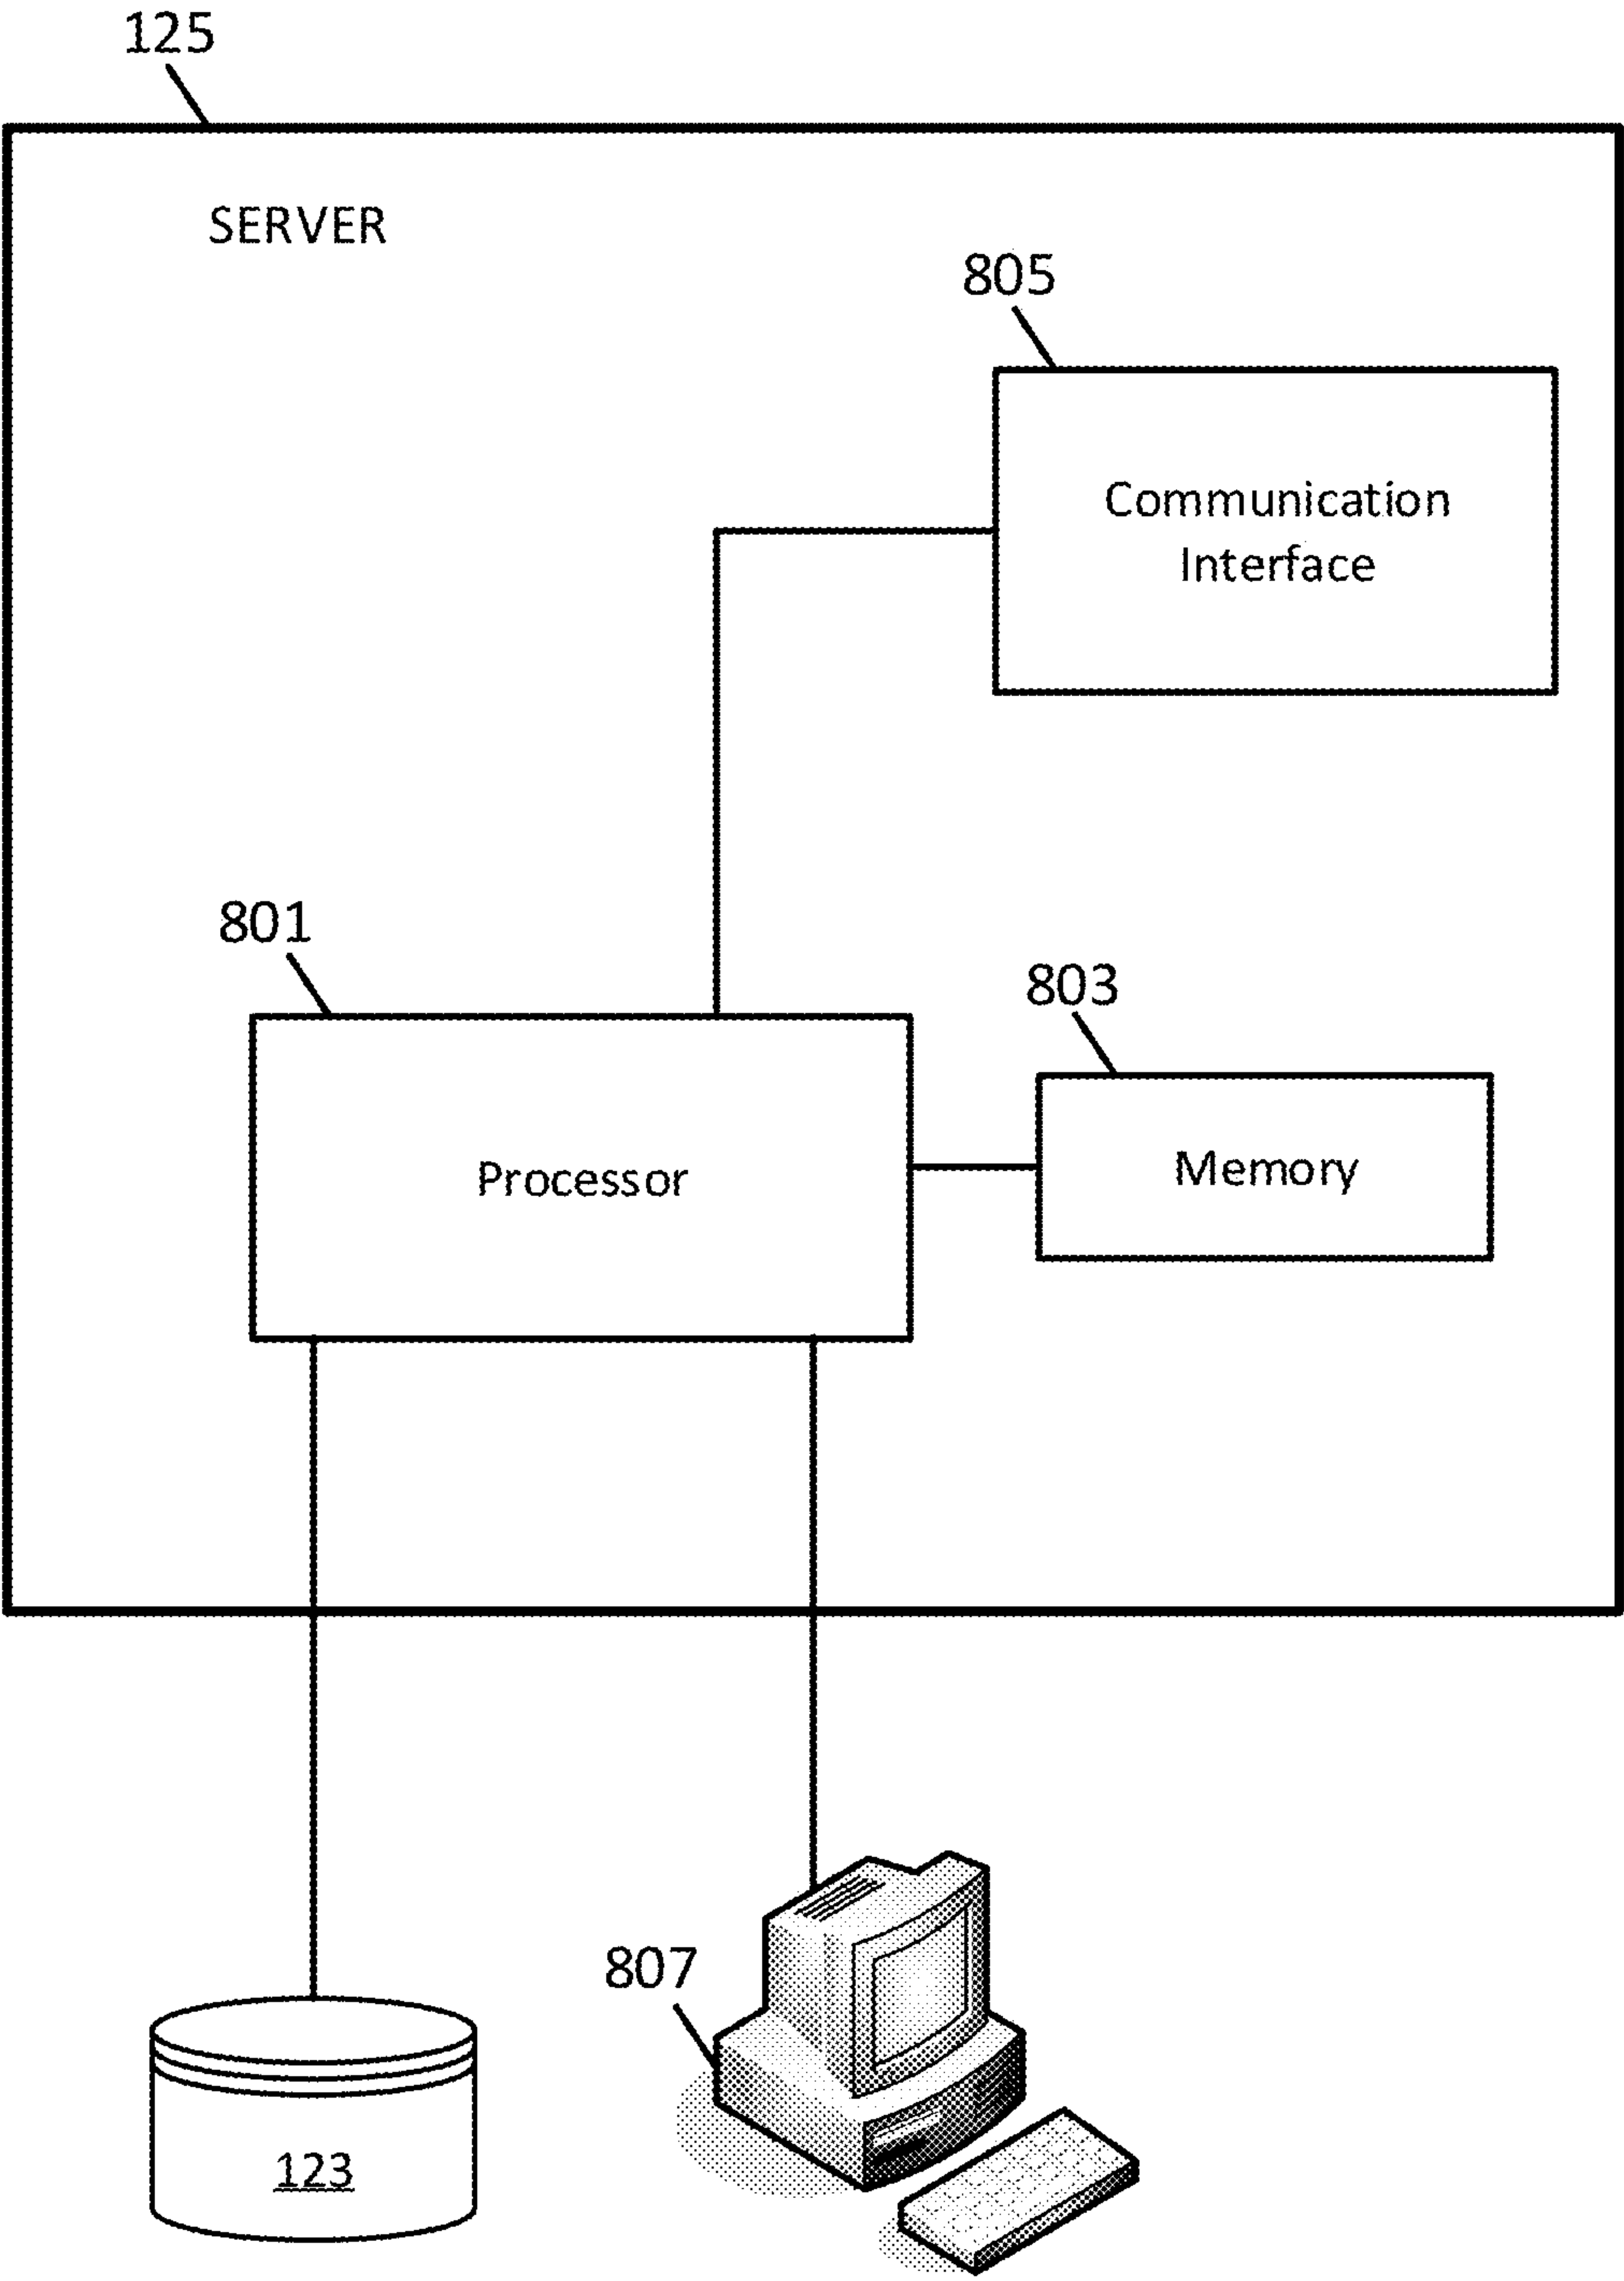 125
SERVER
805
Communication
Interface
801
803
Processor
Memory
807
123